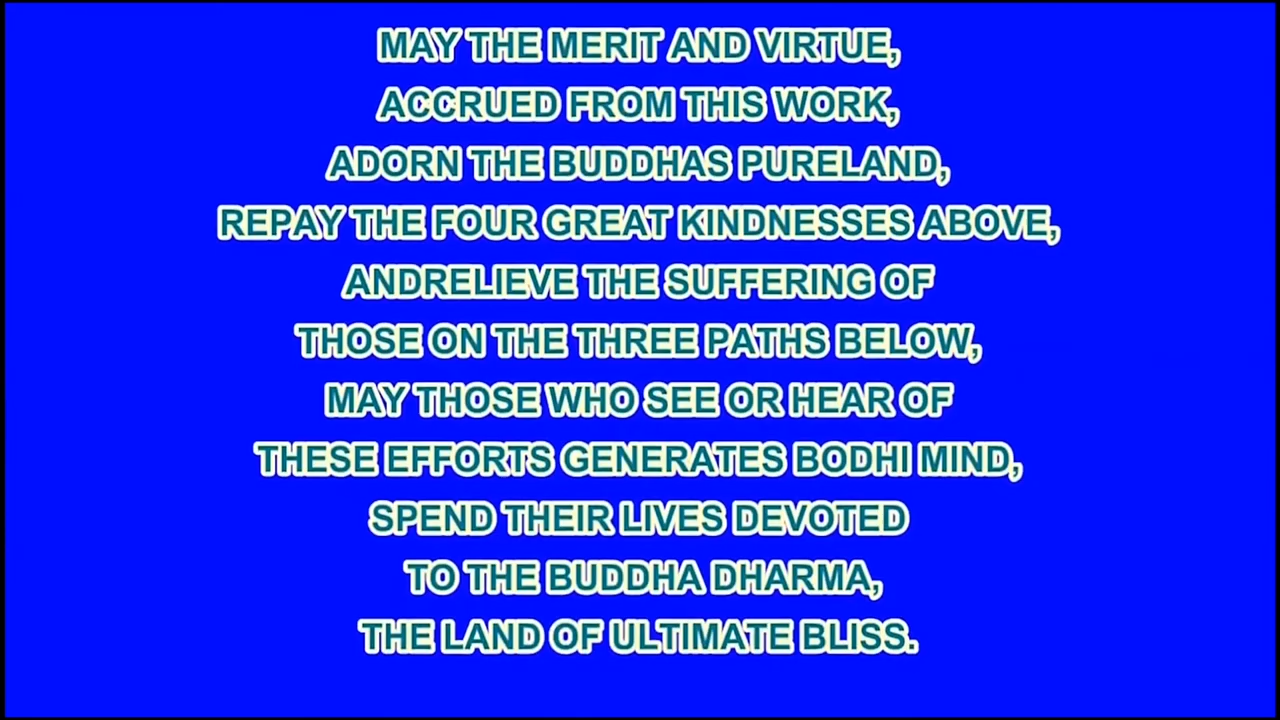 MAY THE MERIT AND VIRTUE,
ACCRUED FROM THIS WORK,
ADORN THE BUDDHAS PURELAND,
REPAY THE FOUR GREAT KINDNESSES ABOVE,
ANDRELIEVE THE SUFFERING OF
THOSE ON THE THREE PATHS BELOW,
MAY THOSE WHO SEE OR HEAR OF
THESE EFFORTS GENERATES BODHI MIND,
SPEND THEIR LIVES DEVOTED
TO THE BUDDHA DHARMA,
THE LAND OF ULTIMATE BLISS.